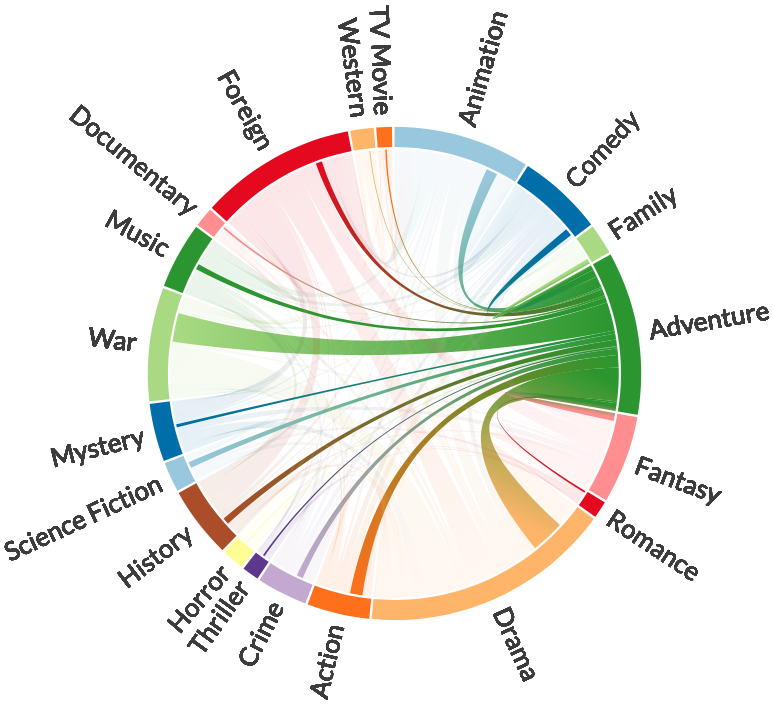 TV Movie
Animation
Comedy
Family
Adventure
Fantasy
Romance
Drama
Action
Crime
Thriller
Horror
History
Science Fiction
Mystery
War
Music
Documentary
Foreign
Western